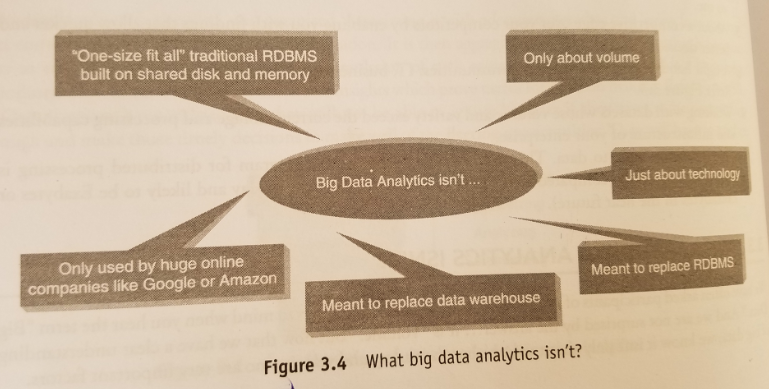 "One-size fit all" traditional RDBMS
built on shared disk and memory
Only about volume
Big Data Analytics isn't ...
Just about technology
Only used by huge online
companies like Google or Amazon
Meant to replace data warehouse
Meant to replace RDBMS
Figure 3.4 What big data analytics isn't?